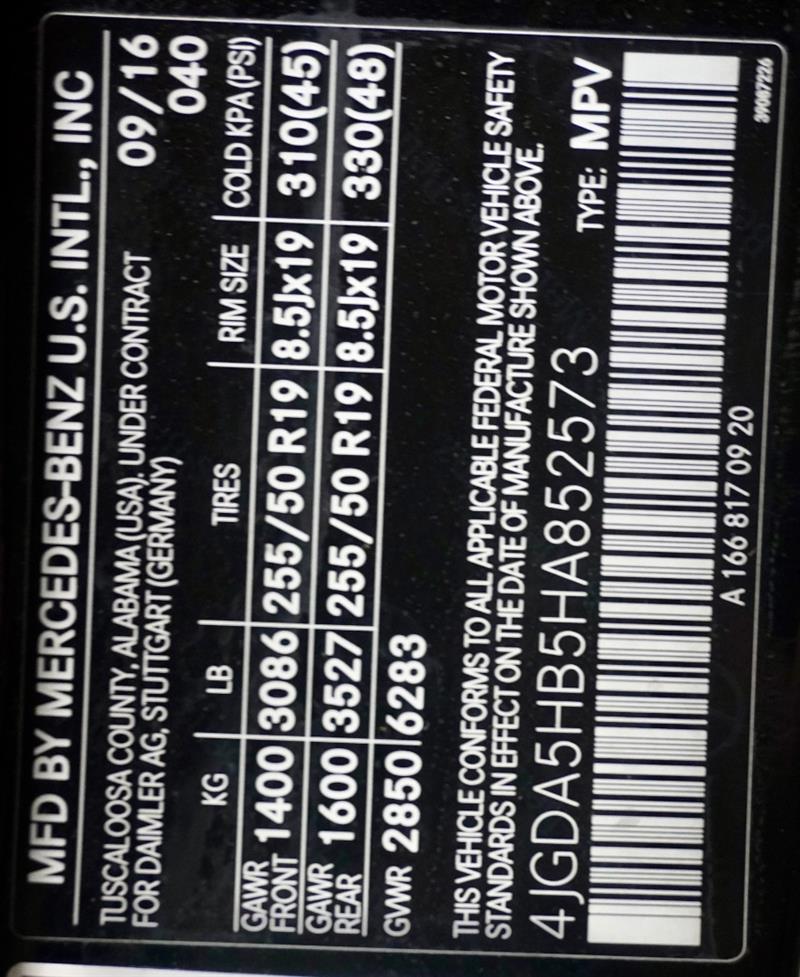 MFD BY MERCEDES-BENZ U.S. INTL., INC
TUSCALOOSA COUNTY, ALABAMA (USA), UNDER CONTRACT 09/16
FOR DAIMLER AG, STUTTGART (GERMANY) 040
KG LB TIRES RIM SIZE COLD KPA (PSI)
GAWR FRONT 1400 3086 255/50 R19 8.5Jx19 310(45)
GAWR REAR 1600 3527 255/50 R19 8.5Jx19 330(48)
GVWR 2850 6283
THIS VEHICLE CONFORMS TO ALL APPLICABLE FEDERAL MOTOR VEHICLE SAFETY
STANDARDS IN EFFECT ON THE DATE OF MANUFACTURE SHOWN ABOVE.
4JGDA5HB5HA852573 TYPE: MPV
A 166 817 09 20
39087226